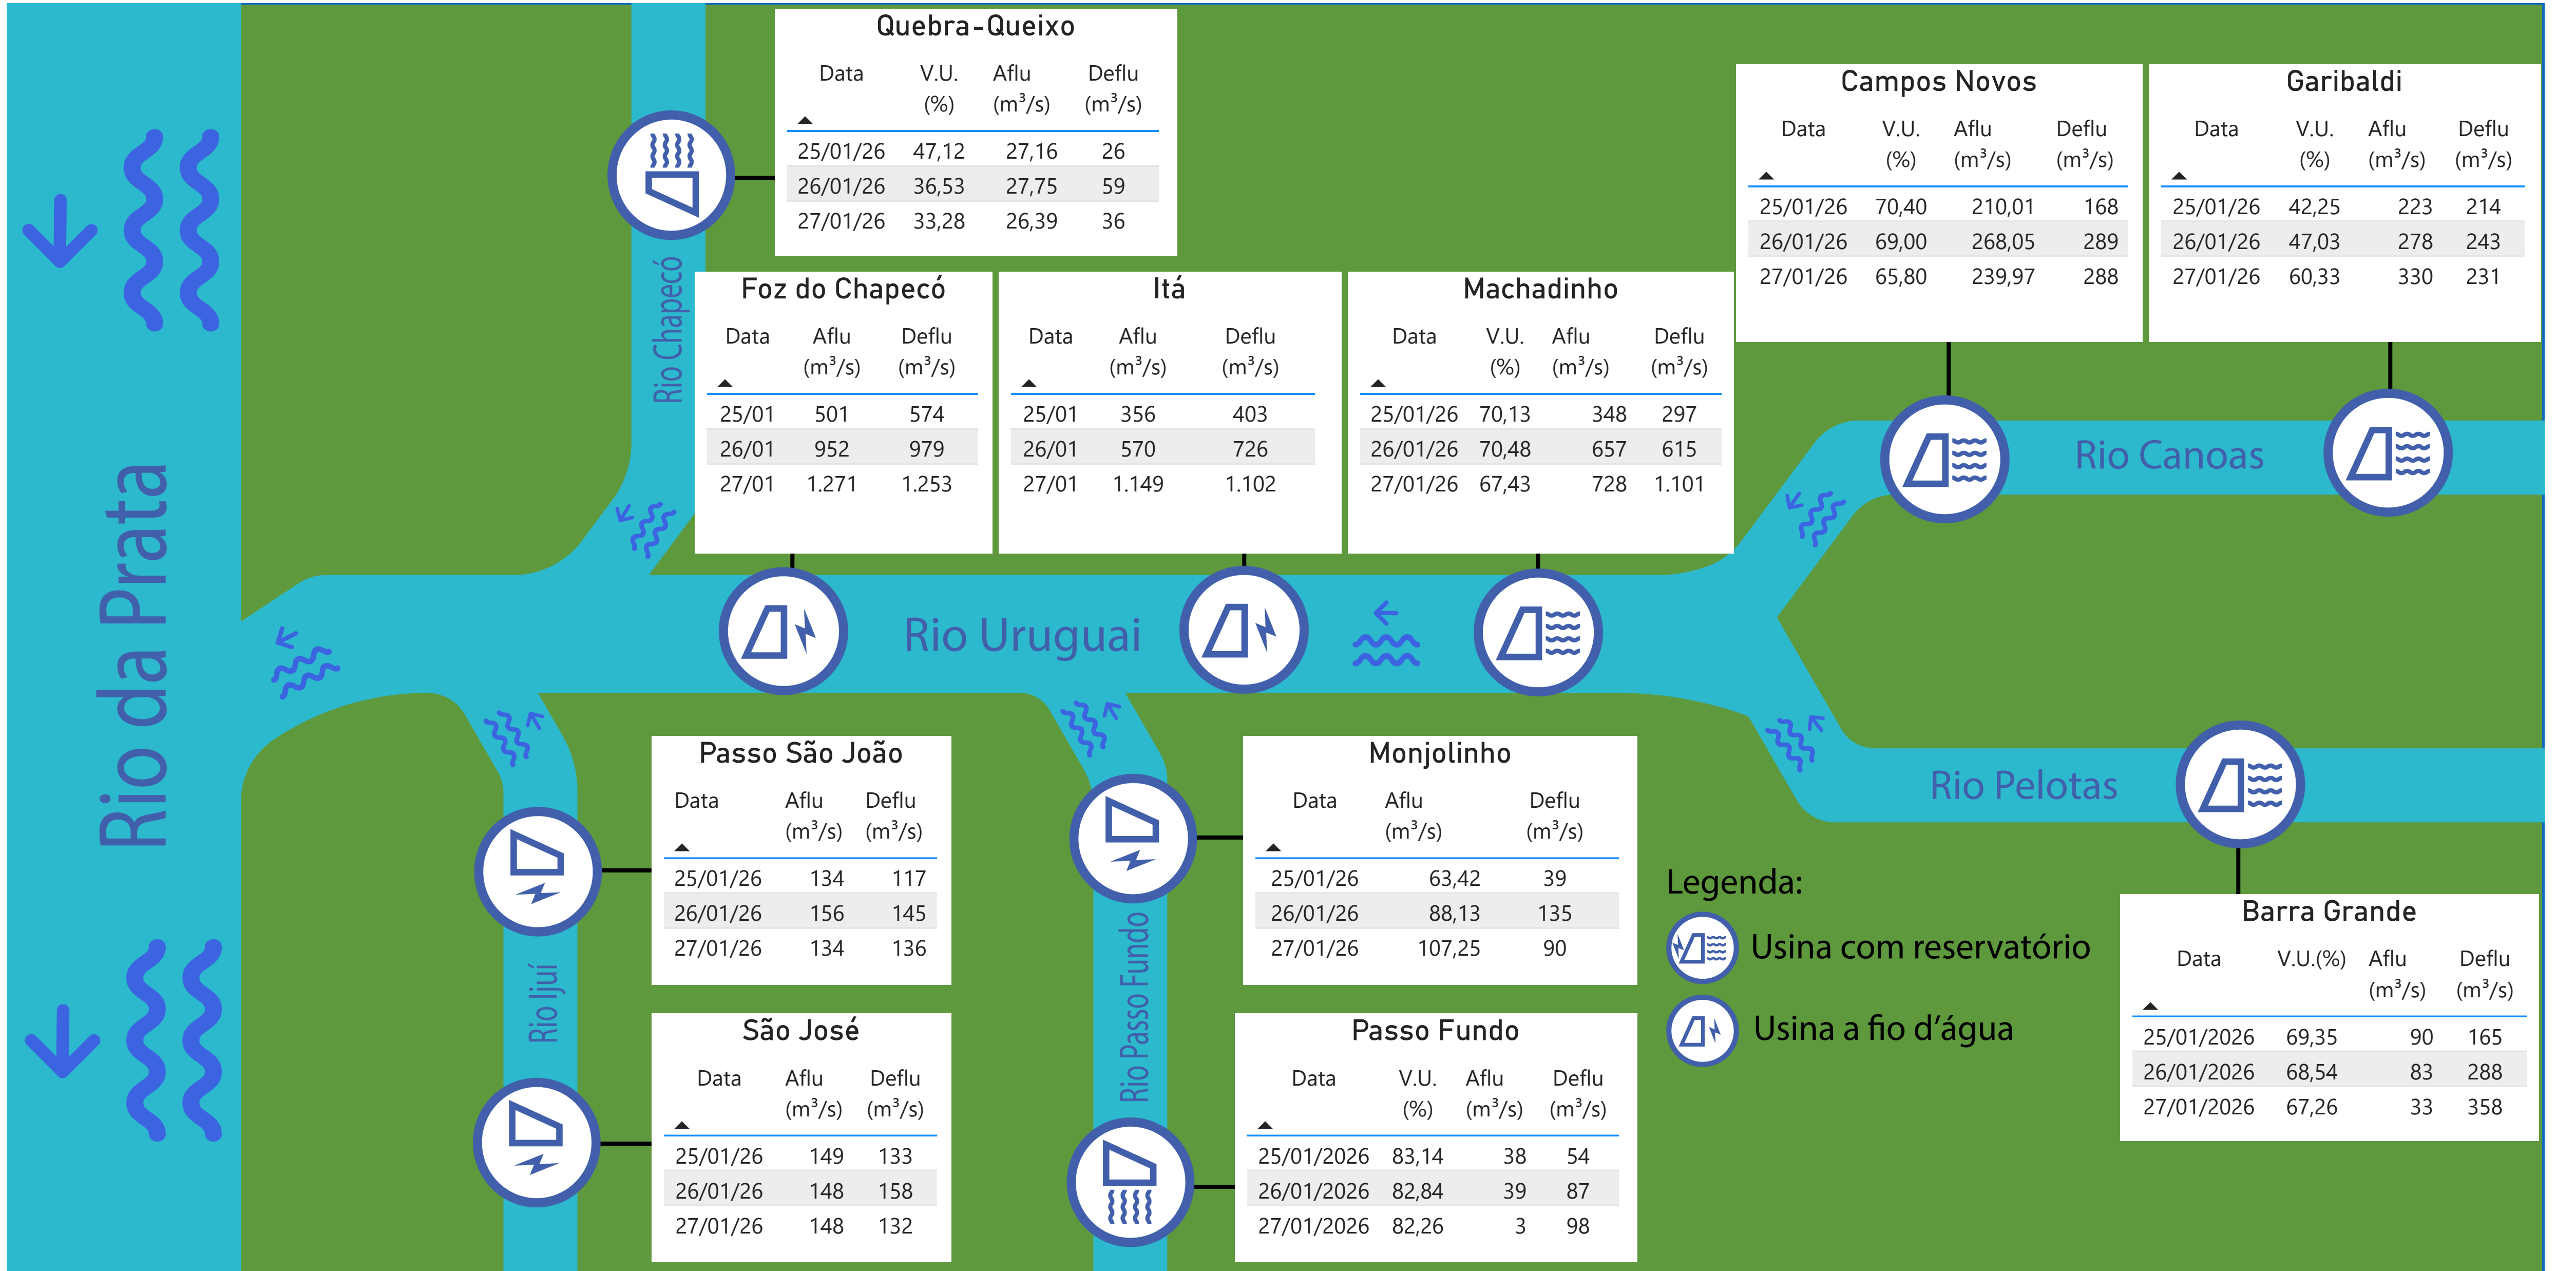 Quebra-Queixo
Data V.U. (%) Aflu (m³/s) Deflu (m³/s)
25/01/26 47,12 27,16 26
26/01/26 36,53 27,75 59
27/01/26 33,28 26,39 36
Campos Novos
Data V.U. (%) Aflu (m³/s) Deflu (m³/s)
25/01/26 70,40 210,01 168
26/01/26 69,00 268,05 289
27/01/26 65,80 239,97 288
Garibaldi
Data V.U. (%) Aflu (m³/s) Deflu (m³/s)
25/01/26 42,25 223 214
26/01/26 47,03 278 243
27/01/26 60,33 330 231
Rio Chapecó
Foz do Chapecó
Data Aflu (m³/s) Deflu (m³/s)
25/01 501 574
26/01 952 979
27/01 1.271 1.253
Itá
Data Aflu (m³/s) Deflu (m³/s)
25/01 356 403
26/01 570 726
27/01 1.149 1.102
Machadinho
Data V.U. (%) Aflu (m³/s) Deflu (m³/s)
25/01/26 70,13 348 297
26/01/26 70,48 657 615
27/01/26 67,43 728 1.101
Rio Canoas
Rio da Prata
Rio Uruguai
Rio Pelotas
Passo São João
Data Aflu (m³/s) Deflu (m³/s)
25/01/26 134 117
26/01/26 156 145
27/01/26 134 136
Monjolinho
Data Aflu (m³/s) Deflu (m³/s)
25/01/26 63,42 39
26/01/26 88,13 135
27/01/26 107,25 90
Rio Ijuí
Rio Passo Fundo
São José
Data Aflu (m³/s) Deflu (m³/s)
25/01/26 149 133
26/01/26 148 158
27/01/26 148 132
Passo Fundo
Data V.U. (%) Aflu (m³/s) Deflu (m³/s)
25/01/2026 83,14 38 54
26/01/2026 82,84 39 87
27/01/2026 82,26 3 98
Legenda:
Usina com reservatório
Usina a fio d’água
Barra Grande
Data V.U.(%) Aflu (m³/s) Deflu (m³/s)
25/01/2026 69,35 90 165
26/01/2026 68,54 83 288
27/01/2026 67,26 33 358